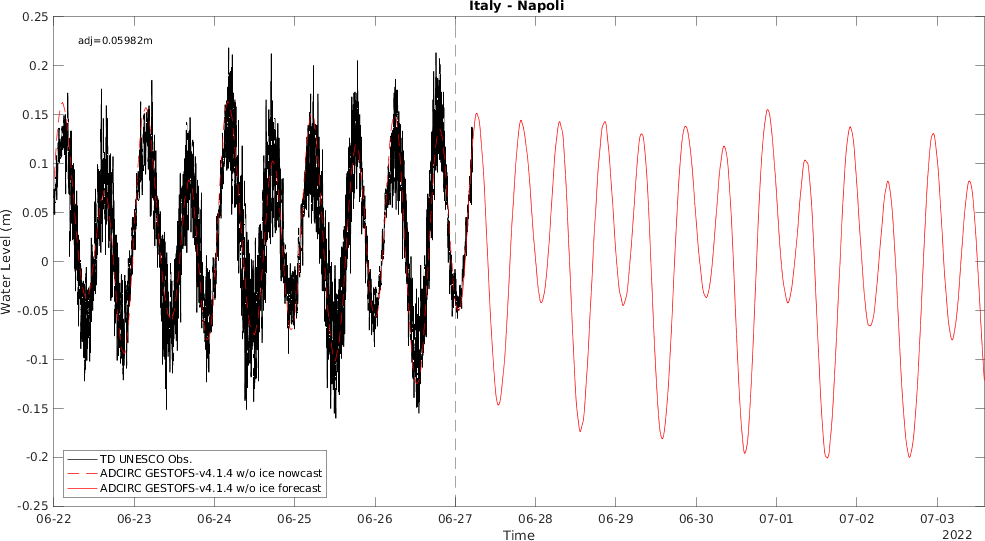 Italy - Napoli
adj=0.05982m
Water Level (m)
0.25
0.2
0.15
0.1
0.05
0
-0.05
-0.1
-0.15
-0.2
-0.25
TD UNESCO Obs.
ADCIRC GESTOFS-v4.1.4 w/o ice nowcast
ADCIRC GESTOFS-v4.1.4 w/o ice forecast
06-22 06-23 06-24 06-25 06-26 06-27 06-28 06-29 06-30 07-01 07-02 07-03
Time
2022